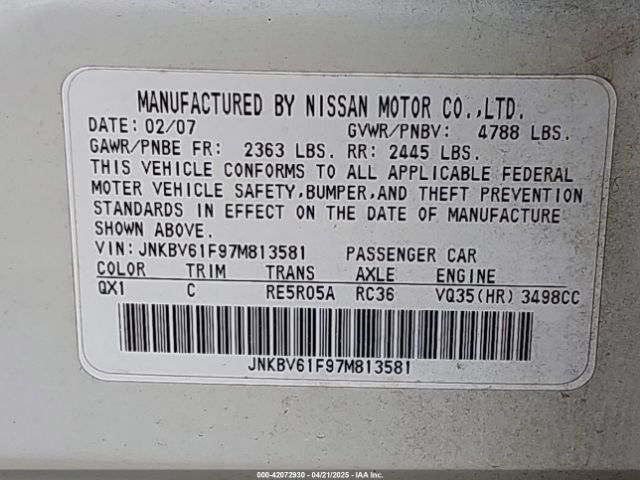 MANUFACTURED BY NISSAN MOTOR CO.,LTD.
DATE: 02/07 GVWR/PNBV: 4788 LBS.
GAWR/PNBE FR: 2363 LBS. RR: 2445 LBS.
THIS VEHICLE CONFORMS TO ALL APPLICABLE FEDERAL
MOTER VEHICLE SAFETY,BUMPER,AND THEFT PREVENTION
STANDARDS IN EFFECT ON THE DATE OF MANUFACTURE
SHOWN ABOVE.
VIN: JNKBV61F97M813581 PASSENGER CAR
COLOR TRIM TRANS AXLE ENGINE
QX1 C RE5R05A RC36 VQ35(HR) 3498CC
JNKBV61F97M813581
000-42072930 - 04/21/2025 - IAA Inc.